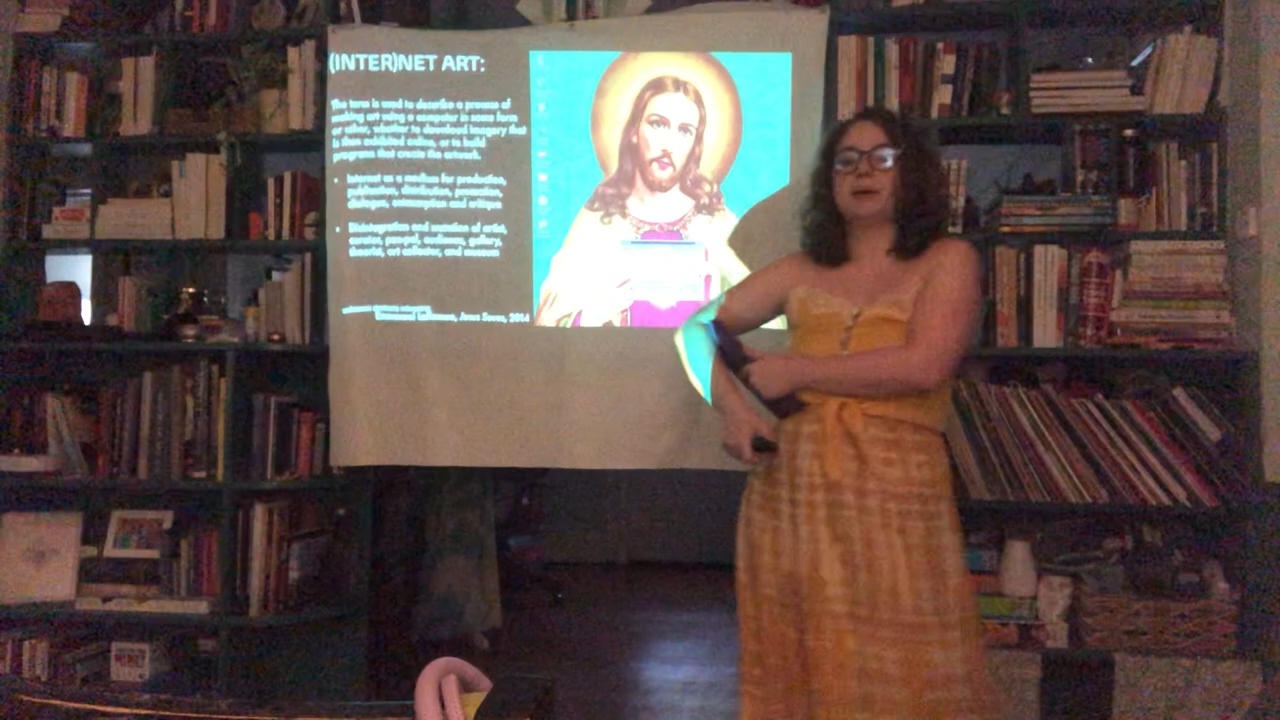 (INTER)NET ART:
The term is used to describe a process of
making art using a computer in some form
or other, whether to download imagery that
is then exhibited online, or to build
programs that create the artwork.
• Internet as a medium for production,
publication, distribution, promotion,
dialogue, consumption and critique
• Disintegration and mutation of artist,
curator, pen-pal, audience, gallery,
theorist, art collector, and museum
Jesus Saves, 2014